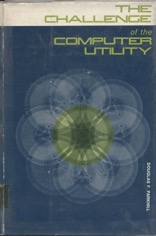 THE
CHALLENGE
of the
COMPUTER
UTILITY
DOUGLAS F. PARKHILL